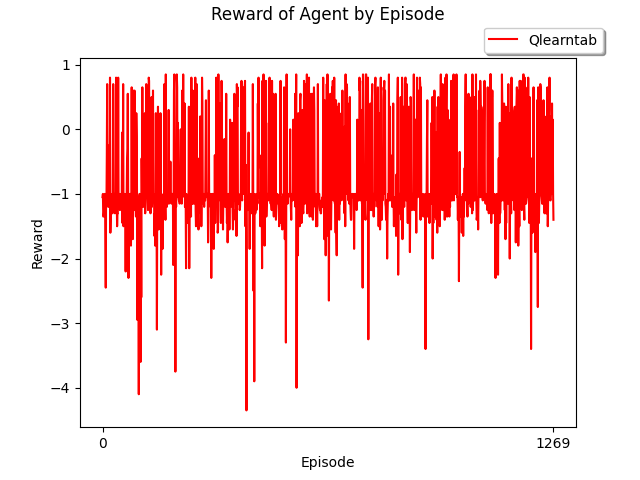 Reward of Agent by Episode
Qlearntab
1
0
−1
−2
−3
−4
Reward
0
1269
Episode